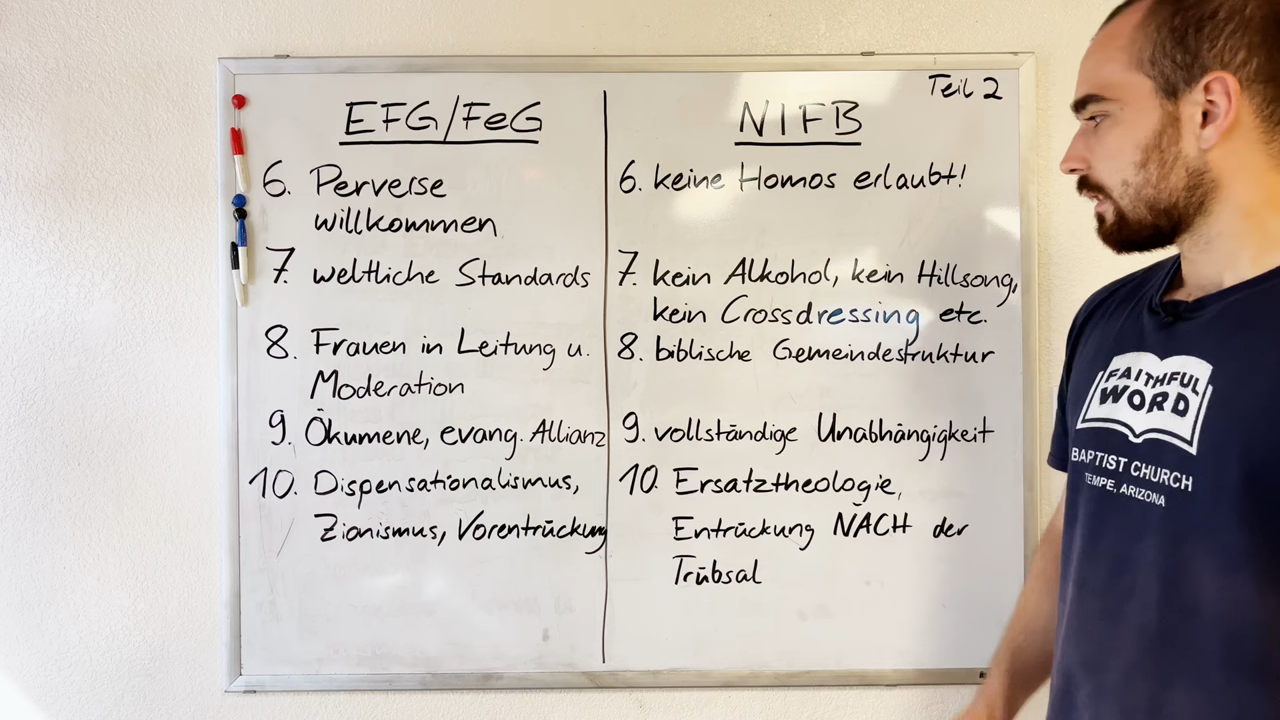 Teil 2
EFG/FeG
6. Perverse
willkommen
7. weltliche Standards
8. Frauen in Leitung u.
Moderation
9. Ökumene, evang. Allianz
10. Dispensationalismus,
Zionismus, Vorentrückung
NIFB
6. keine Homos erlaubt!
7. kein Alkohol, kein Hillsong,
kein Crossdressing etc.
8. biblische Gemeindestruktur
9. vollständige Unabhängigkeit
10. Ersatztheologie,
Entrückung NACH der
Trübsal
FAITHFUL
WORD
BAPTIST CHURCH
TEMPE, ARIZONA